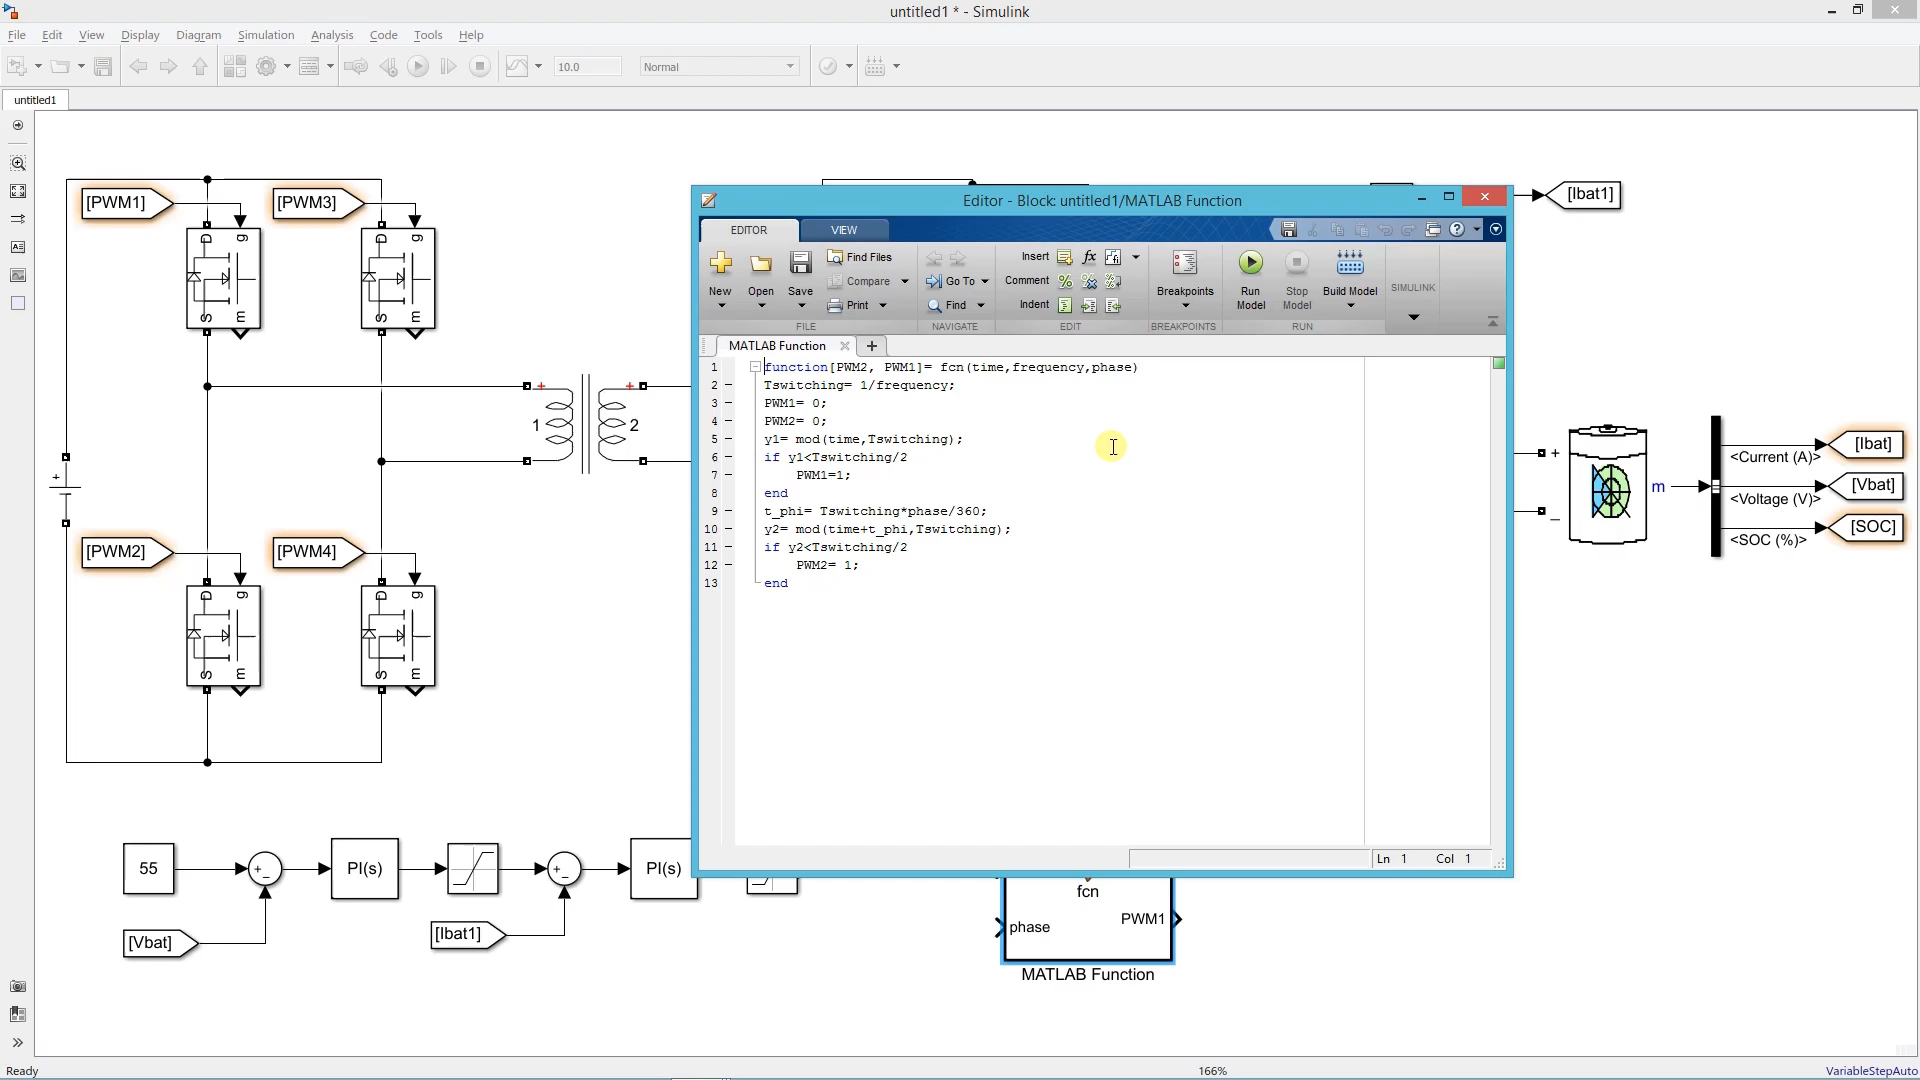 untitled1 * - Simulink
File Edit View Display Diagram Simulation Analysis Code Tools Help
10.0 Normal
untitled1
[PWM1] [PWM3] [Ibat1]
D g D g
S m S m
Editor - Block: untitled1/MATLAB Function
EDITOR VIEW
New Open Save Find Files Compare Print
Go To Find
Insert
Comment
Indent
Breakpoints Run Model Stop Model Build Model SIMULINK
FILE NAVIGATE EDIT BREAKPOINTS RUN
MATLAB Function
1 function[PWM2, PWM1]= fcn(time,frequency,phase)
2 Tswitching= 1/frequency;
3 PWM1= 0;
4 PWM2= 0;
5 y1= mod(time,Tswitching);
6 if y1<Tswitching/2
7 PWM1=1;
8 end
9 t_phi= Tswitching*phase/360;
10 y2= mod(time+t_phi,Tswitching);
11 if y2<Tswitching/2
12 PWM2= 1;
13 end
Ln 1 Col 1
+ 1 + + 2
+ − m
<Current (A)> [Ibat]
<Voltage (V)> [Vbat]
<SOC (%)> [SOC]
[PWM2] [PWM4]
D g D g
S m S m
55 + − PI(s) + − PI(s)
[Vbat] [Ibat1]
fcn
phase PWM1
MATLAB Function
Ready 166% VariableStepAuto